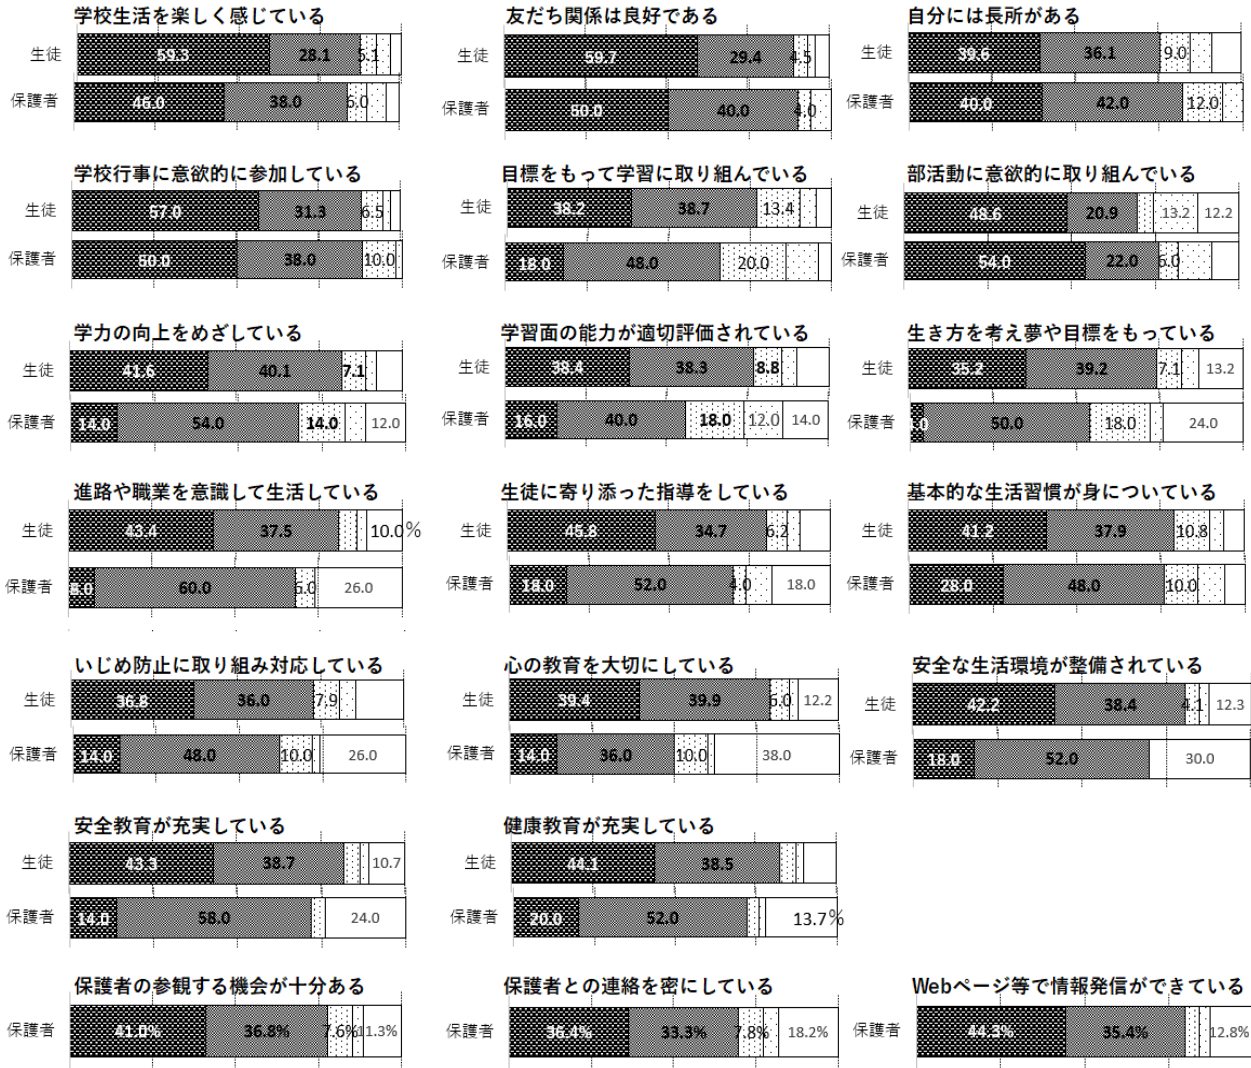 学校生活を楽しく感じている
生徒 59.3 28.1 5.1
保護者 46.0 38.0 6.0
友だち関係は良好である
59.7 29.4 4.5
保護者 50.0 40.0 4.0
自分には長所がある
生徒 39.6 36.1 9.0
保護者 40.0 42.0 12.0
学校行事に意欲的に参加している
生徒 57.0 31.3 6.5
保護者 50.0 38.0 10.0
目標をもって学習に取り組んでいる
生徒 38.2 38.7 13.4
保護者 18.0 48.0 20.0
部活動に意欲的に取り組んでいる
生徒 48.6 20.9 13.2 12.2
保護者 54.0 22.0 6.0
学力の向上をめざしている
生徒 41.6 40.1 7.1
保護者 14.0 54.0 14.0 12.0
学習面の能力が適切評価されている
生徒 38.4 38.3 8.8
保護者 16.0 40.0 18.0 12.0 14.0
生き方を考え夢や目標をもっている
生徒 35.2 39.2 7.1 13.2
保護者 50.0 18.0 24.0
進路や職業を意識して生活している
生徒 43.4 37.5 10.0%
保護者 8.0 60.0 6.0 26.0
生徒に寄り添った指導をしている
生徒 45.8 34.7 6.2
保護者 18.0 52.0 4.0 18.0
基本的な生活習慣が身についている
生徒 41.2 37.9 10.8
保護者 28.0 48.0 10.0
いじめ防止に取り組み対応している
生徒 36.8 36.0 7.9
保護者 14.0 48.0 10.0 26.0
心の教育を大切にしている
生徒 39.4 39.9 6.0 12.2
保護者 14.0 36.0 10.0 38.0
安全な生活環境が整備されている
生徒 42.2 38.4 4.1 12.3
保護者 18.0 52.0 30.0
安全教育が充実している
生徒 43.3 38.7 10.7
保護者 14.0 58.0 24.0
健康教育が充実している
生徒 44.1 38.5
保護者 20.0 52.0 13.7%
保護者の参観する機会が十分ある
保護者 41.0% 36.8% 7.6% 11.3%
保護者との連絡を密にしている
保護者 36.4% 33.3% 7.8% 18.2%
Webページ等で情報発信ができている
保護者 44.3% 35.4% 12.8%